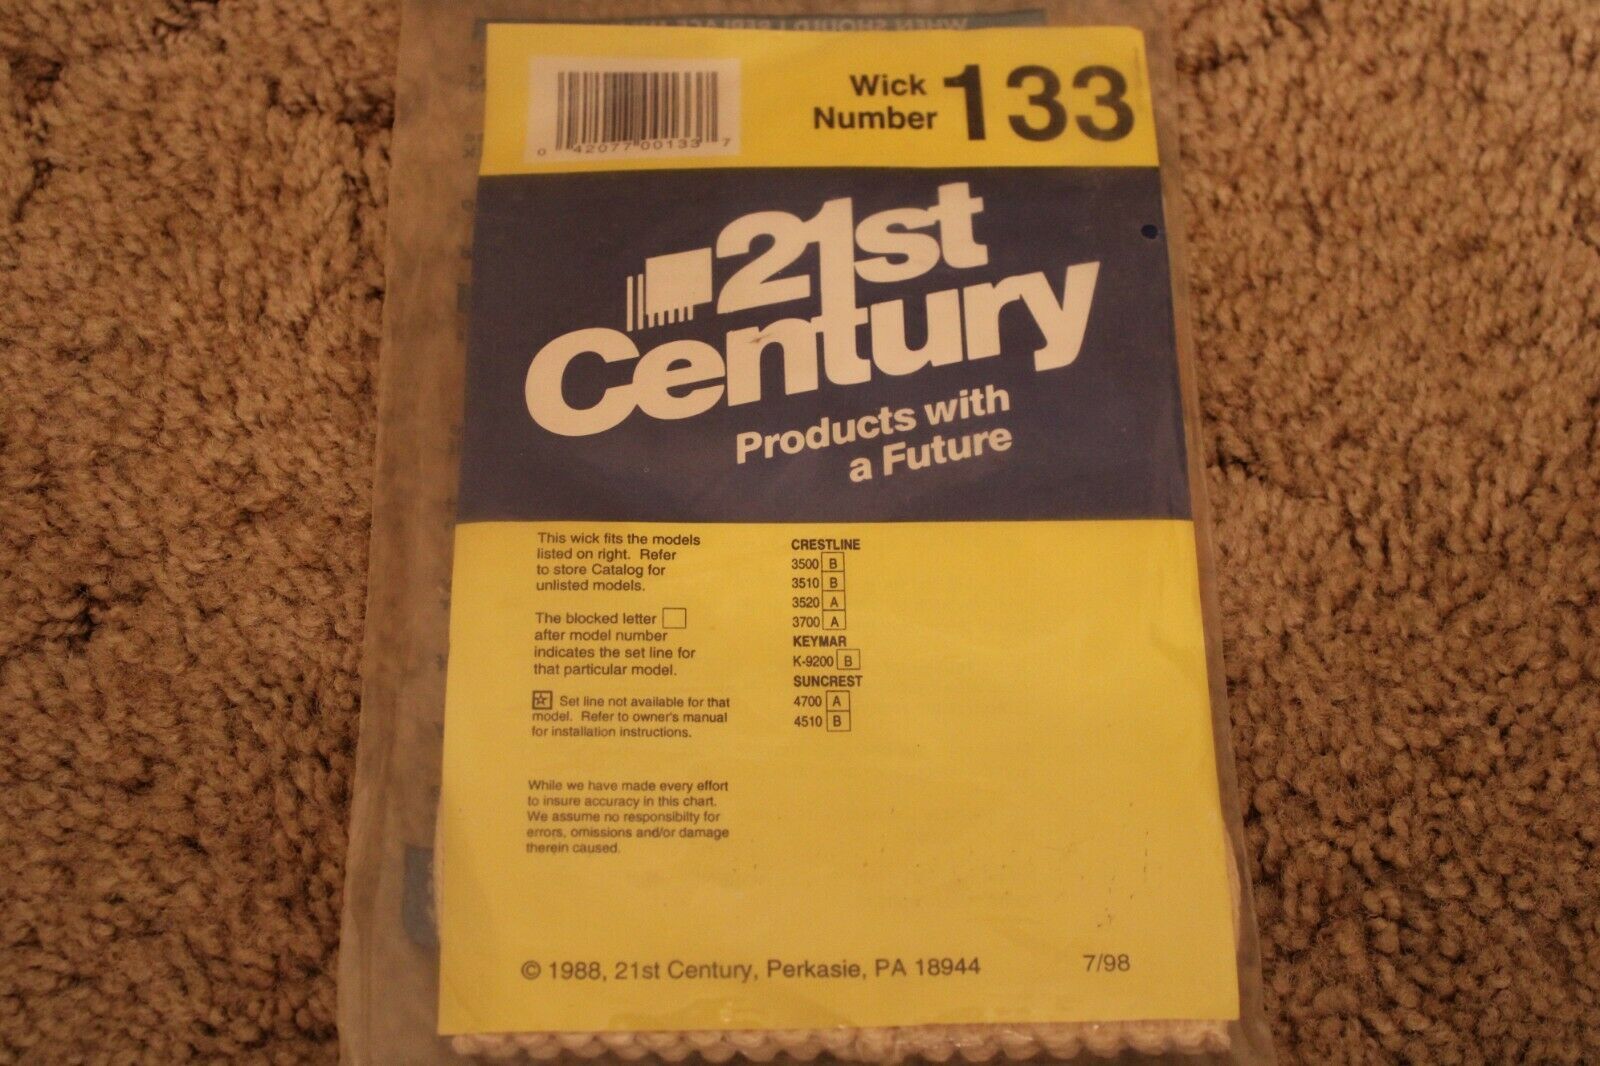 WHEN SHOULD I REPLACE
0 42077 00133 7
Wick
Number 133
21st
Century
Products with
a Future
This wick fits the models
listed on right. Refer
to store Catalog for
unlisted models.
The blocked letter
after model number
indicates the set line for
that particular model.
☆ Set line not available for that
model. Refer to owner's manual
for installation instructions.
While we have made every effort
to insure accuracy in this chart.
We assume no responsibilty for
errors, omissions and/or damage
therein caused.
CRESTLINE
3500 B
3510 B
3520 A
3700 A
KEYMAR
K-9200 B
SUNCREST
4700 A
4510 B
© 1988, 21st Century, Perkasie, PA 18944
7/98